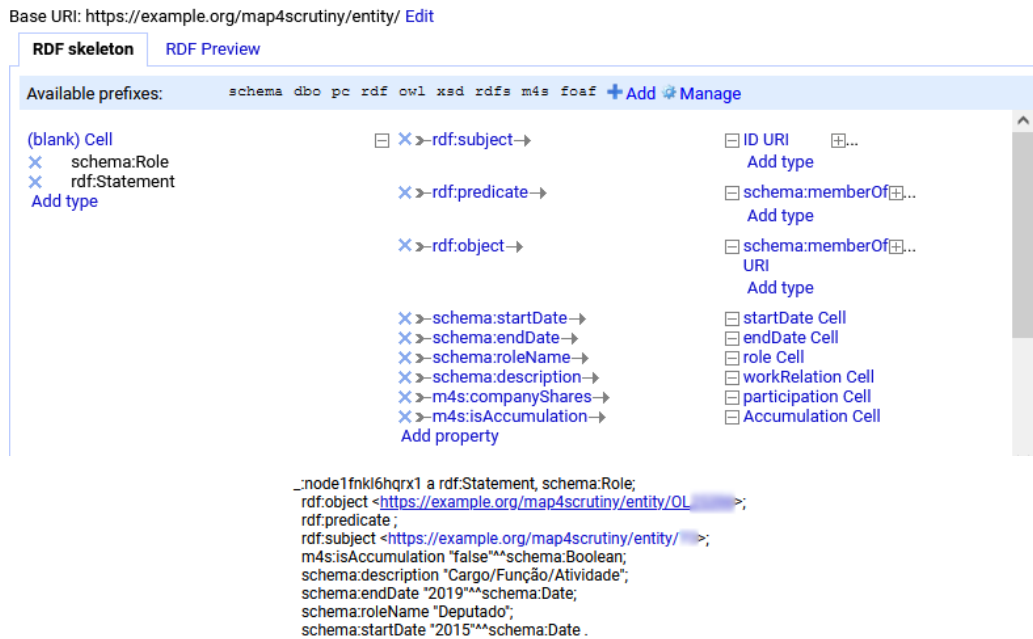 Base URI: https://example.org/map4scrutiny/entity/ Edit
RDF skeleton RDF Preview
Available prefixes: schema dbo pc rdf owl xsd rdfs m4s foaf Add Manage
(blank) Cell rdf:subject ID URI ...
schema:Role Add type
rdf:Statement
Add type rdf:predicate schema:memberOf ...
Add type
rdf:object schema:memberOf ...
URI
Add type
schema:startDate startDate Cell
schema:endDate endDate Cell
schema:roleName role Cell
schema:description workRelation Cell
m4s:companyShares participation Cell
m4s:isAccumulation Accumulation Cell
Add property
_:node1fnkl6hqrx1 a rdf:Statement, schema:Role;
rdf:object <https://example.org/map4scrutiny/entity/OL >;
rdf:predicate ;
rdf:subject <https://example.org/map4scrutiny/entity/ >;
m4s:isAccumulation "false"^^schema:Boolean;
schema:description "Cargo/Função/Atividade";
schema:endDate "2019"^^schema:Date;
schema:roleName "Deputado";
schema:startDate "2015"^^schema:Date .